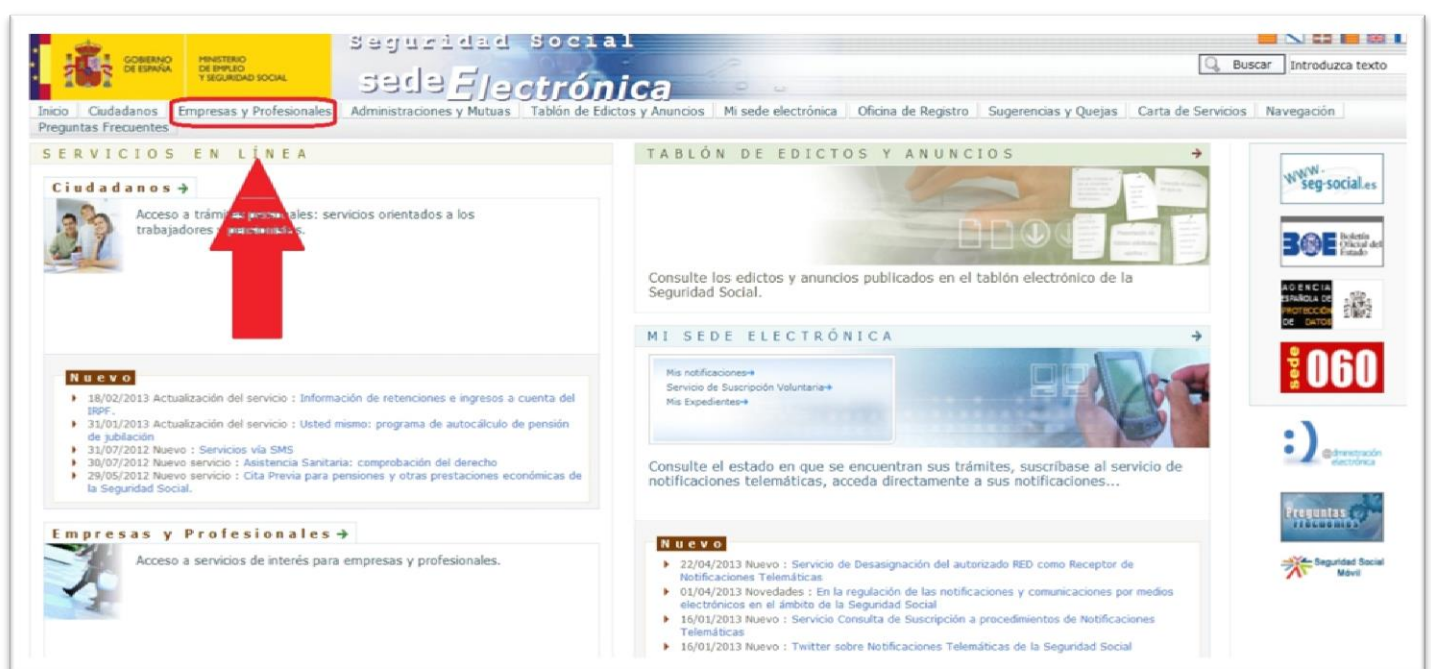 GOBIERNO
DE ESPAÑA
MINISTERIO
DE EMPLEO
Y SEGURIDAD SOCIAL
Seguridad Social
sedeElectrónica
Buscar Introduzca texto
Inicio Ciudadanos Empresas y Profesionales Administraciones y Mutuas Tablón de Edictos y Anuncios Mi sede electrónica Oficina de Registro Sugerencias y Quejas Carta de Servicios Navegación
Preguntas Frecuentes
SERVICIOS EN LÍNEA
Ciudadanos
Acceso a trámites personales: servicios orientados a los
trabajadores y pensionistas.
Nuevo
18/02/2013 Actualización del servicio : Información de retenciones e ingresos a cuenta del
IRPF.
31/01/2013 Actualización del servicio : Usted mismo: programa de autocálculo de pensión
de jubilación
31/07/2012 Nuevo : Servicios vía SMS
30/07/2012 Nuevo servicio : Asistencia Sanitaria: comprobación del derecho
29/05/2012 Nuevo servicio : Cita Previa para pensiones y otras prestaciones económicas de
la Seguridad Social.
Empresas y Profesionales
Acceso a servicios de interés para empresas y profesionales.
TABLÓN DE EDICTOS Y ANUNCIOS
Consulte los edictos y anuncios publicados en el tablón electrónico de la
Seguridad Social.
MI SEDE ELECTRÓNICA
Mis notificaciones
Servicio de Suscripción Voluntaria
Mis Expedientes
Consulte el estado en que se encuentran sus trámites, suscríbase al servicio de
notificaciones telemáticas, acceda directamente a sus notificaciones...
Nuevo
22/04/2013 Nuevo : Servicio de Desasignación del autorizado RED como Receptor de
Notificaciones Telemáticas
01/04/2013 Novedades : En la regulación de las notificaciones y comunicaciones por medios
electrónicos en el ámbito de la Seguridad Social
16/01/2013 Nuevo : Servicio Consulta de Suscripción a procedimientos de Notificaciones
Telemáticas
16/01/2013 Nuevo : Twitter sobre Notificaciones Telemáticas de la Seguridad Social
www.
seg-social.es
BOE Boletín
Oficial del
Estado
AGENCIA
ESPAÑOLA DE
PROTECCIÓN
DE DATOS
sede 060
:) @dministración
electrónica
Preguntas
Frecuentes
Seguridad Social
Móvil